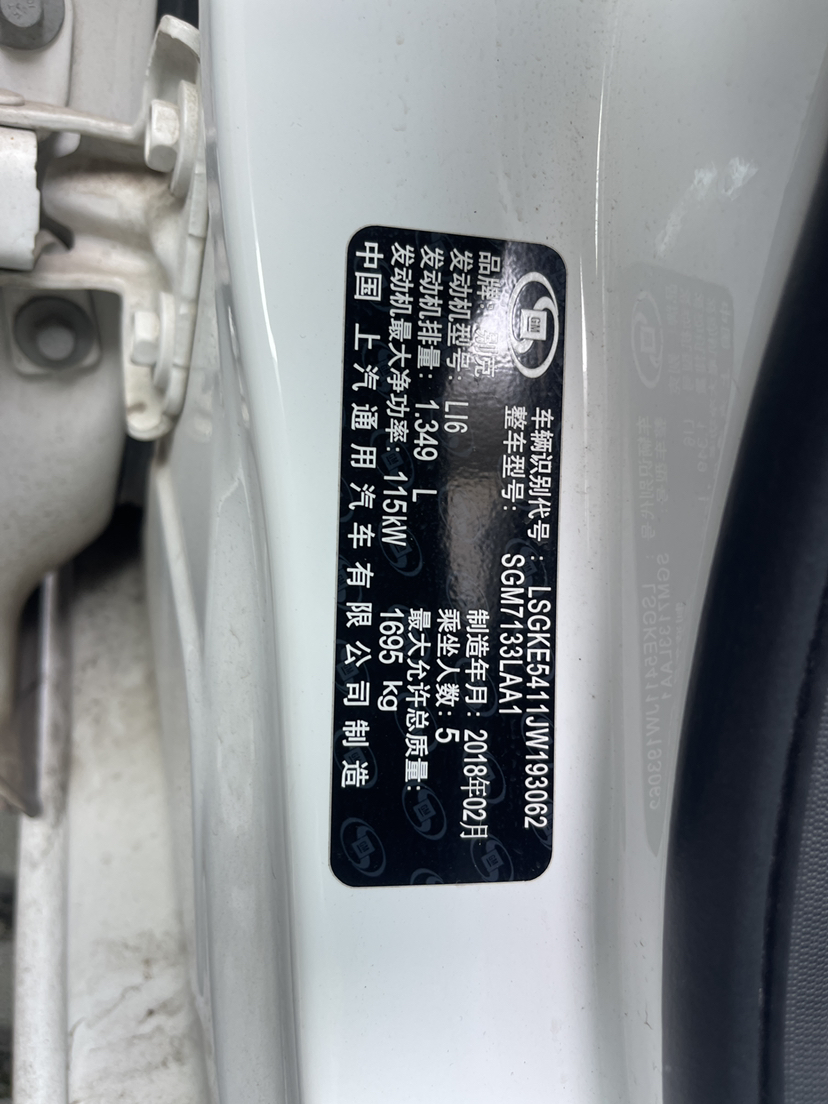 GM
车辆识别代号：LSGKE5411JW193062
整车型号：SGM7133LAA1
品牌 别克
制造年月：2018年02月
发动机型号：LI6
乘坐人数：5
发动机排量：1.349 L
最大允许总质量：
发动机最大净功率：115kW
1695 kg
中国 上汽通用汽车有限公司制造